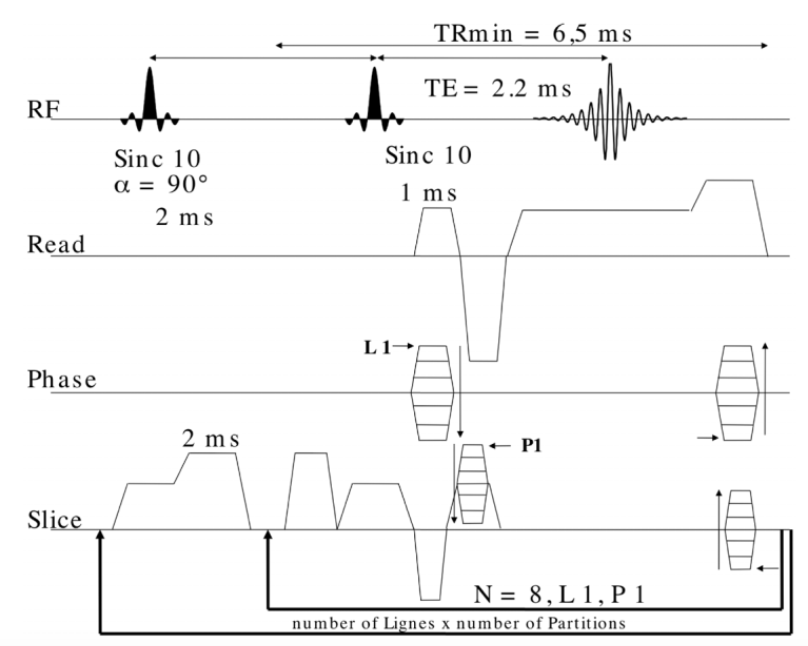 TRmin = 6,5 ms
TE = 2.2 ms
RF
Sinc 10
α = 90°
2 ms
Sinc 10
1 ms
Read
L 1
Phase
2 ms
P1
Slice
N = 8, L 1, P 1
number of Lignes x number of Partitions